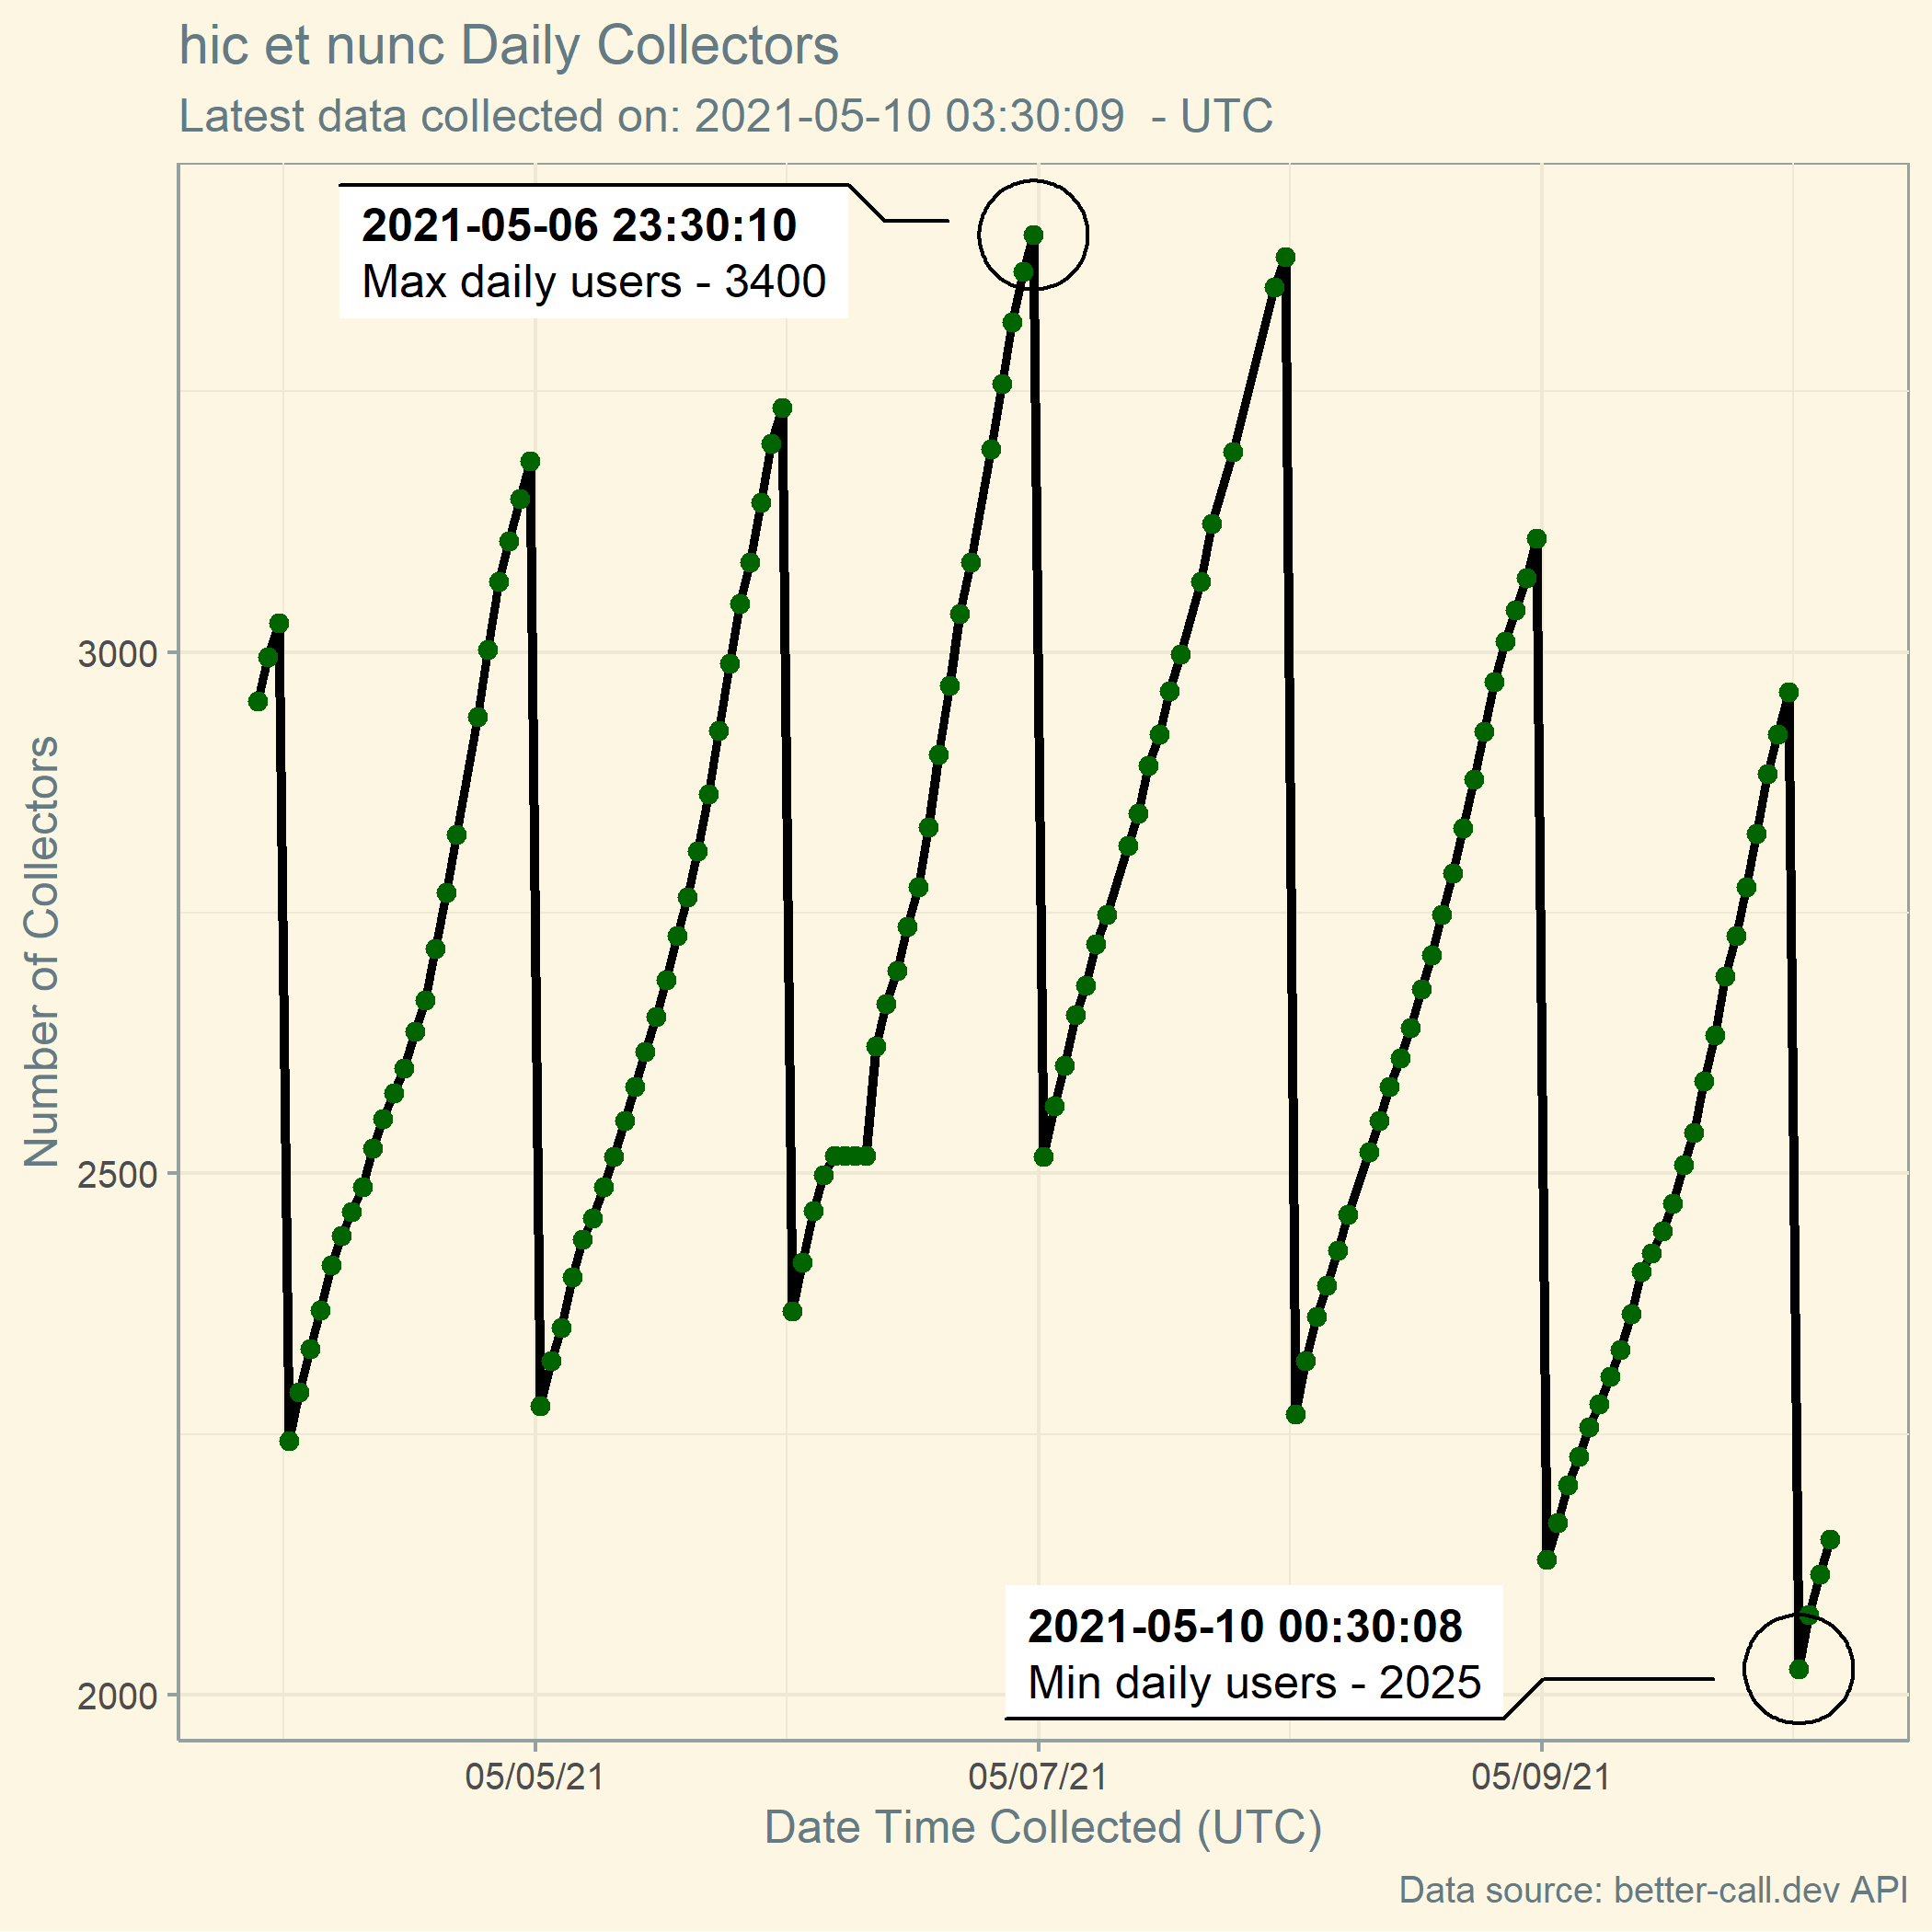 hic et nunc Daily Collectors
Latest data collected on: 2021-05-10 03:30:09  - UTC
2021-05-06 23:30:10
Max daily users - 3400
Number of Collectors
3000
2500
2000
2021-05-10 00:30:08
Min daily users - 2025
05/05/21
05/07/21
05/09/21
Date Time Collected (UTC)
Data source: better-call.dev API